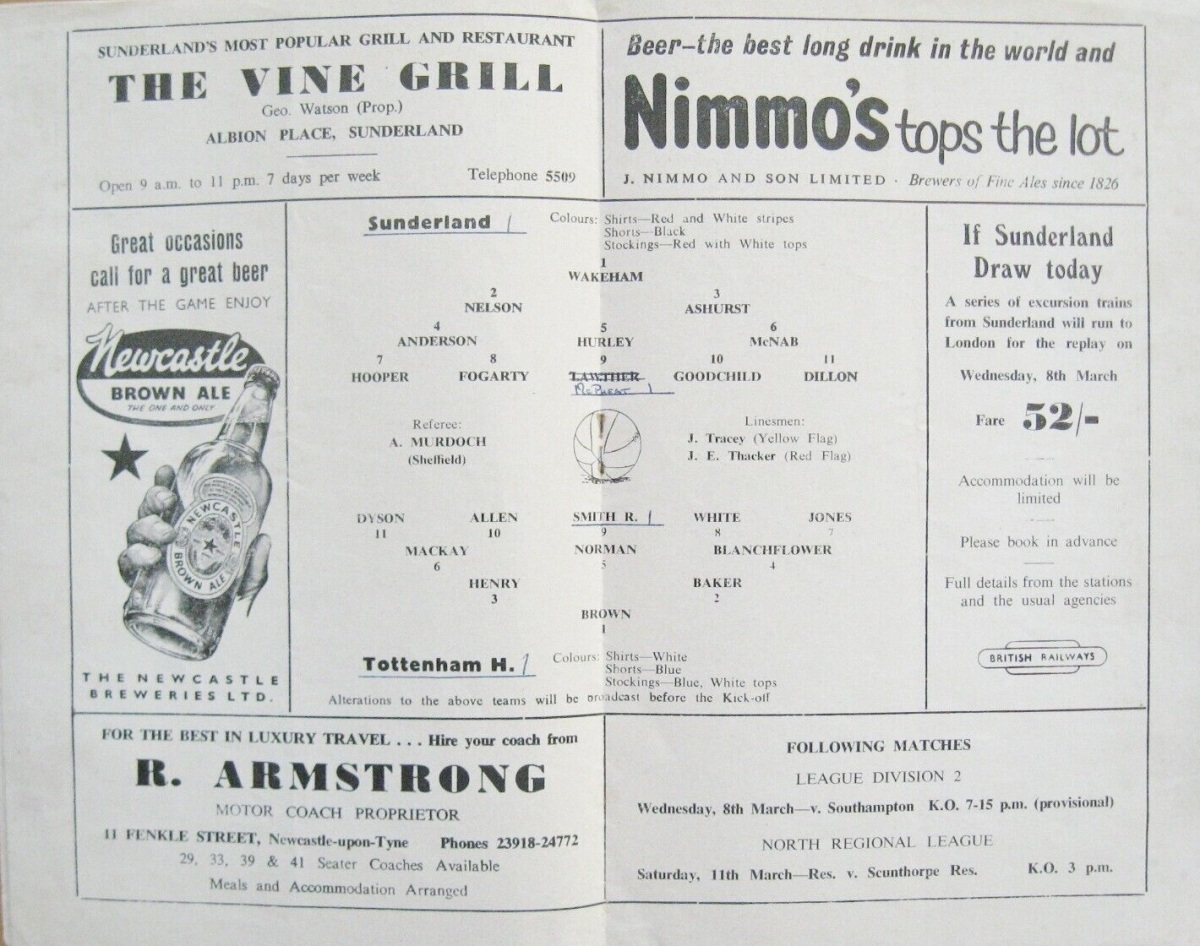 SUNDERLAND'S MOST POPULAR GRILL AND RESTAURANT
THE VINE GRILL
Geo. Watson (Prop.)
ALBION PLACE, SUNDERLAND
Open 9 a.m. to 11 p.m. 7 days per week Telephone 5509
Beer-the best long drink in the world and
Nimmo's tops the lot
J. NIMMO AND SON LIMITED · Brewers of Fine Ales since 1826
Great occasions
call for a great beer
AFTER THE GAME ENJOY
Newcastle
BROWN ALE
THE ONE AND ONLY
NEWCASTLE
BROWN ALE
THE NEWCASTLE
BREWERIES LTD.
Sunderland 1
Colours: Shirts—Red and White stripes
Shorts—Black
Stockings—Red with White tops
1
WAKEHAM
2 3
NELSON ASHURST
4 5 6
ANDERSON HURLEY McNAB
7 8 9 10 11
HOOPER FOGARTY LAWTHER GOODCHILD DILLON
McPheat 1
Referee:
A. MURDOCH
(Sheffield)
Linesmen:
J. Tracey (Yellow Flag)
J. E. Thacker (Red Flag)
DYSON ALLEN SMITH R. 1 WHITE JONES
11 10 9 8 7
MACKAY NORMAN BLANCHFLOWER
6 5 4
HENRY BAKER
3 2
BROWN
1
Tottenham H. 1
Colours: Shirts—White
Shorts—Blue
Stockings—Blue, White tops
Alterations to the above teams will be broadcast before the Kick-off
If Sunderland
Draw today
A series of excursion trains
from Sunderland will run to
London for the replay on
Wednesday, 8th March
Fare 52/-
Accommodation will be
limited
Please book in advance
Full details from the stations
and the usual agencies
BRITISH RAILWAYS
FOR THE BEST IN LUXURY TRAVEL . . . Hire your coach from
R. ARMSTRONG
MOTOR COACH PROPRIETOR
11 FENKLE STREET, Newcastle-upon-Tyne Phones 23918-24772
29, 33, 39 & 41 Seater Coaches Available
Meals and Accommodation Arranged
FOLLOWING MATCHES
LEAGUE DIVISION 2
Wednesday, 8th March—v. Southampton K.O. 7-15 p.m. (provisional)
NORTH REGIONAL LEAGUE
Saturday, 11th March—Res. v. Scunthorpe Res. K.O. 3 p.m.